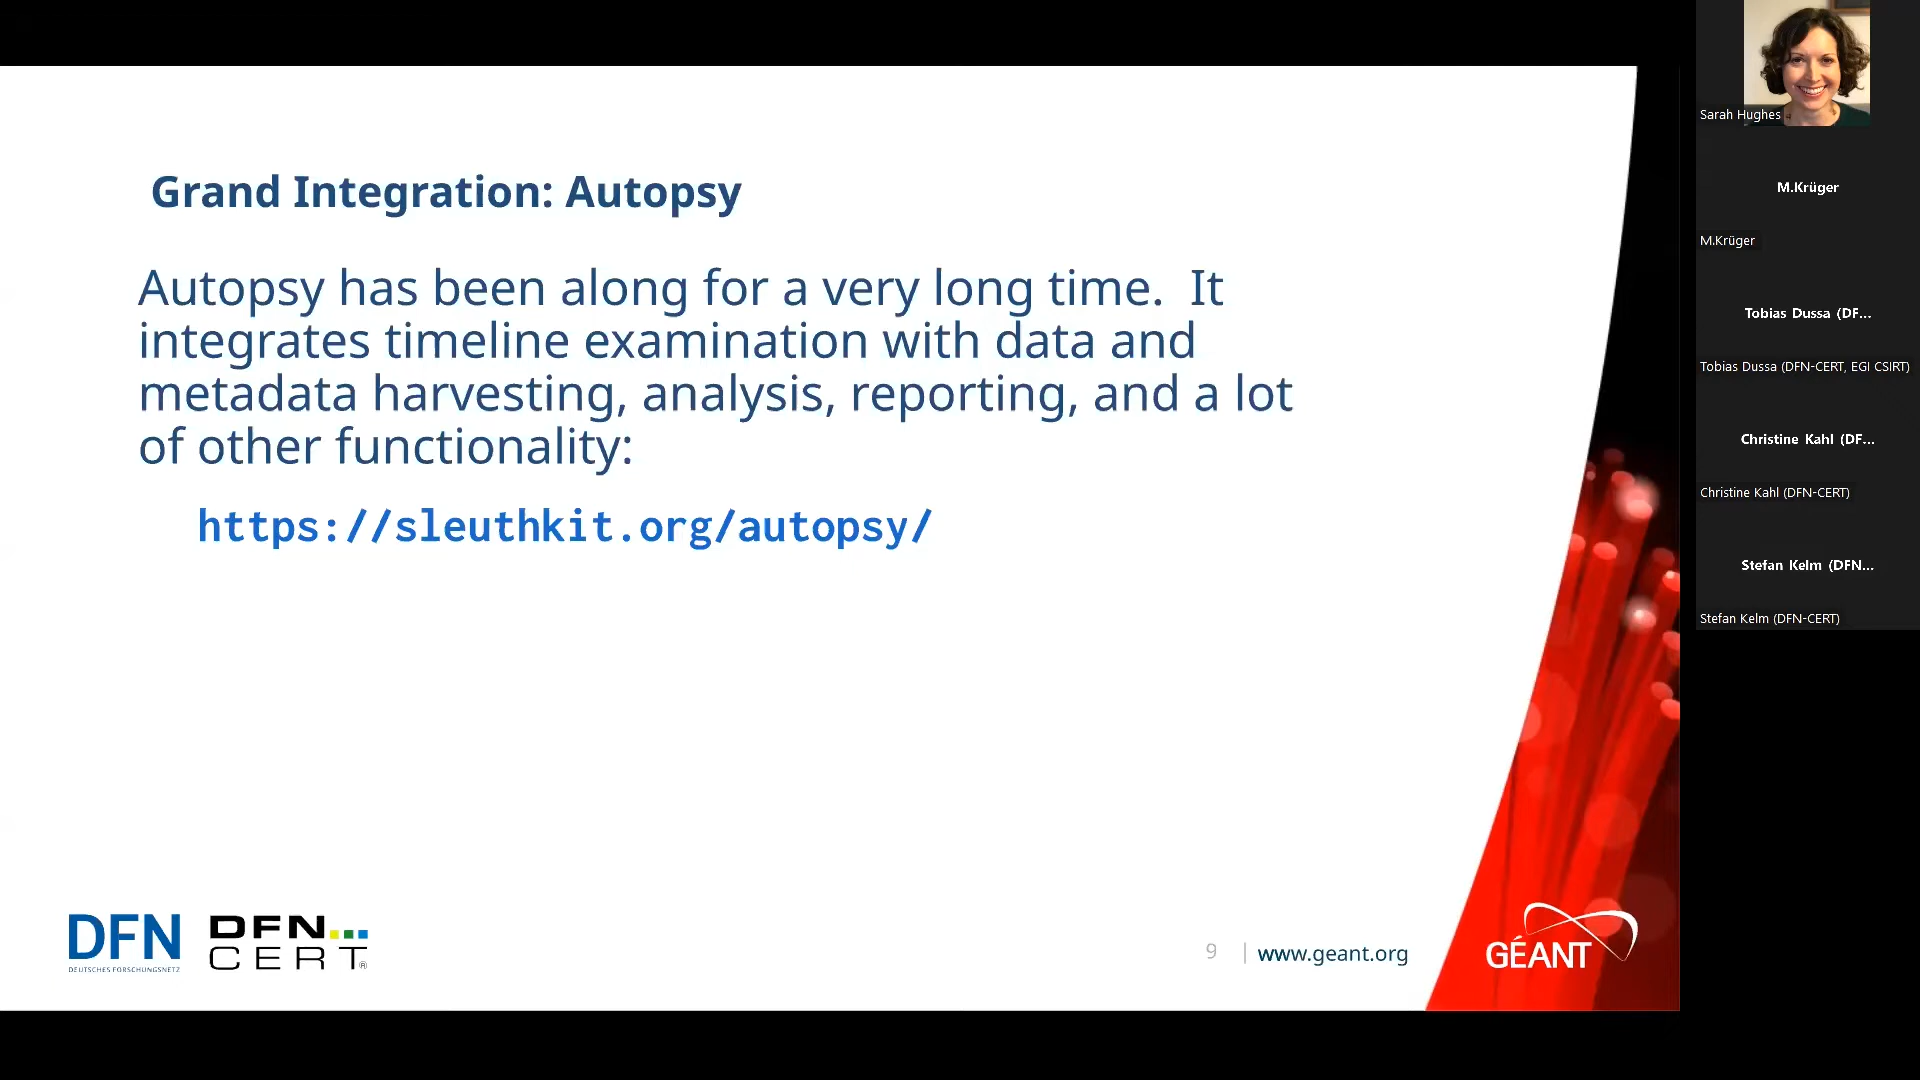 Grand Integration: Autopsy
Autopsy has been along for a very long time.  It
integrates timeline examination with data and
metadata harvesting, analysis, reporting, and a lot
of other functionality:
https://sleuthkit.org/autopsy/
DFN
DEUTSCHES FORSCHUNGSNETZ
DFN
CERT®
9 | www.geant.org
GÉANT
Sarah Hughes
M.Krüger
M.Krüger
Tobias Dussa (DF...
Tobias Dussa (DFN-CERT, EGI CSIRT)
Christine Kahl (DF...
Christine Kahl (DFN-CERT)
Stefan Kelm (DFN...
Stefan Kelm (DFN-CERT)